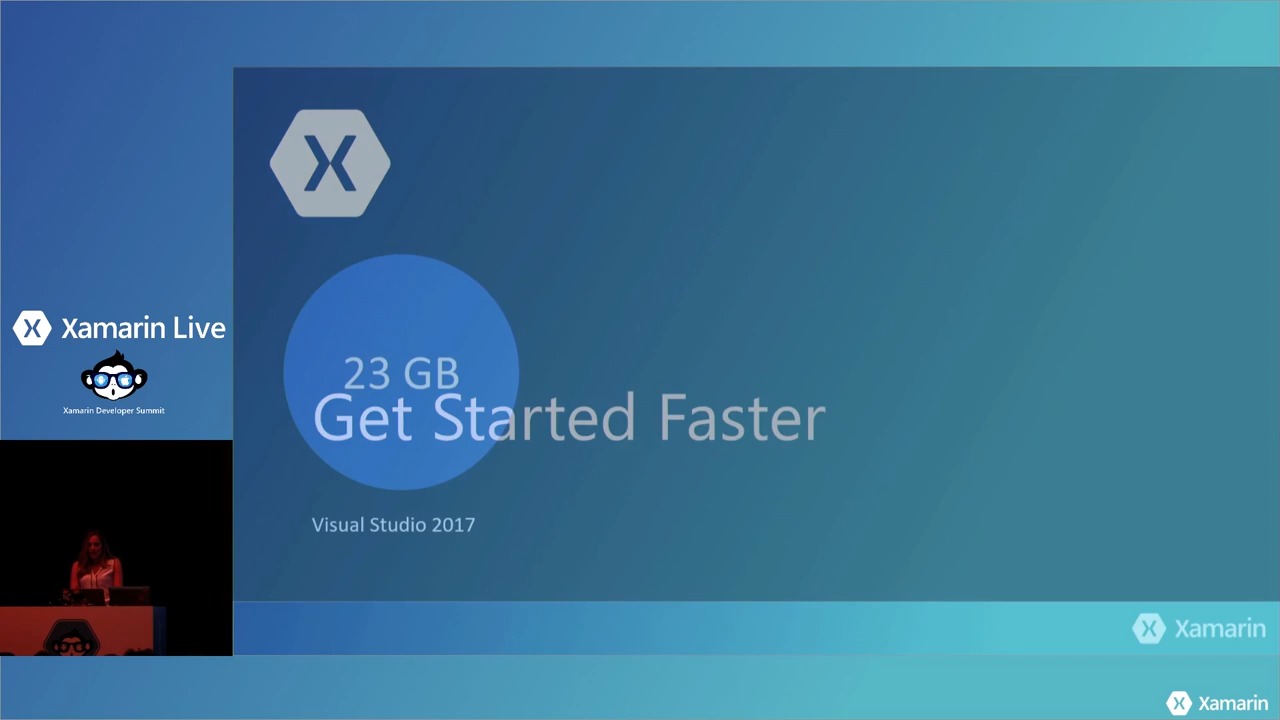 Xamarin Live
Xamarin Developer Summit
23 GB
Get Started Faster
Visual Studio 2017
Xamarin
Xamarin